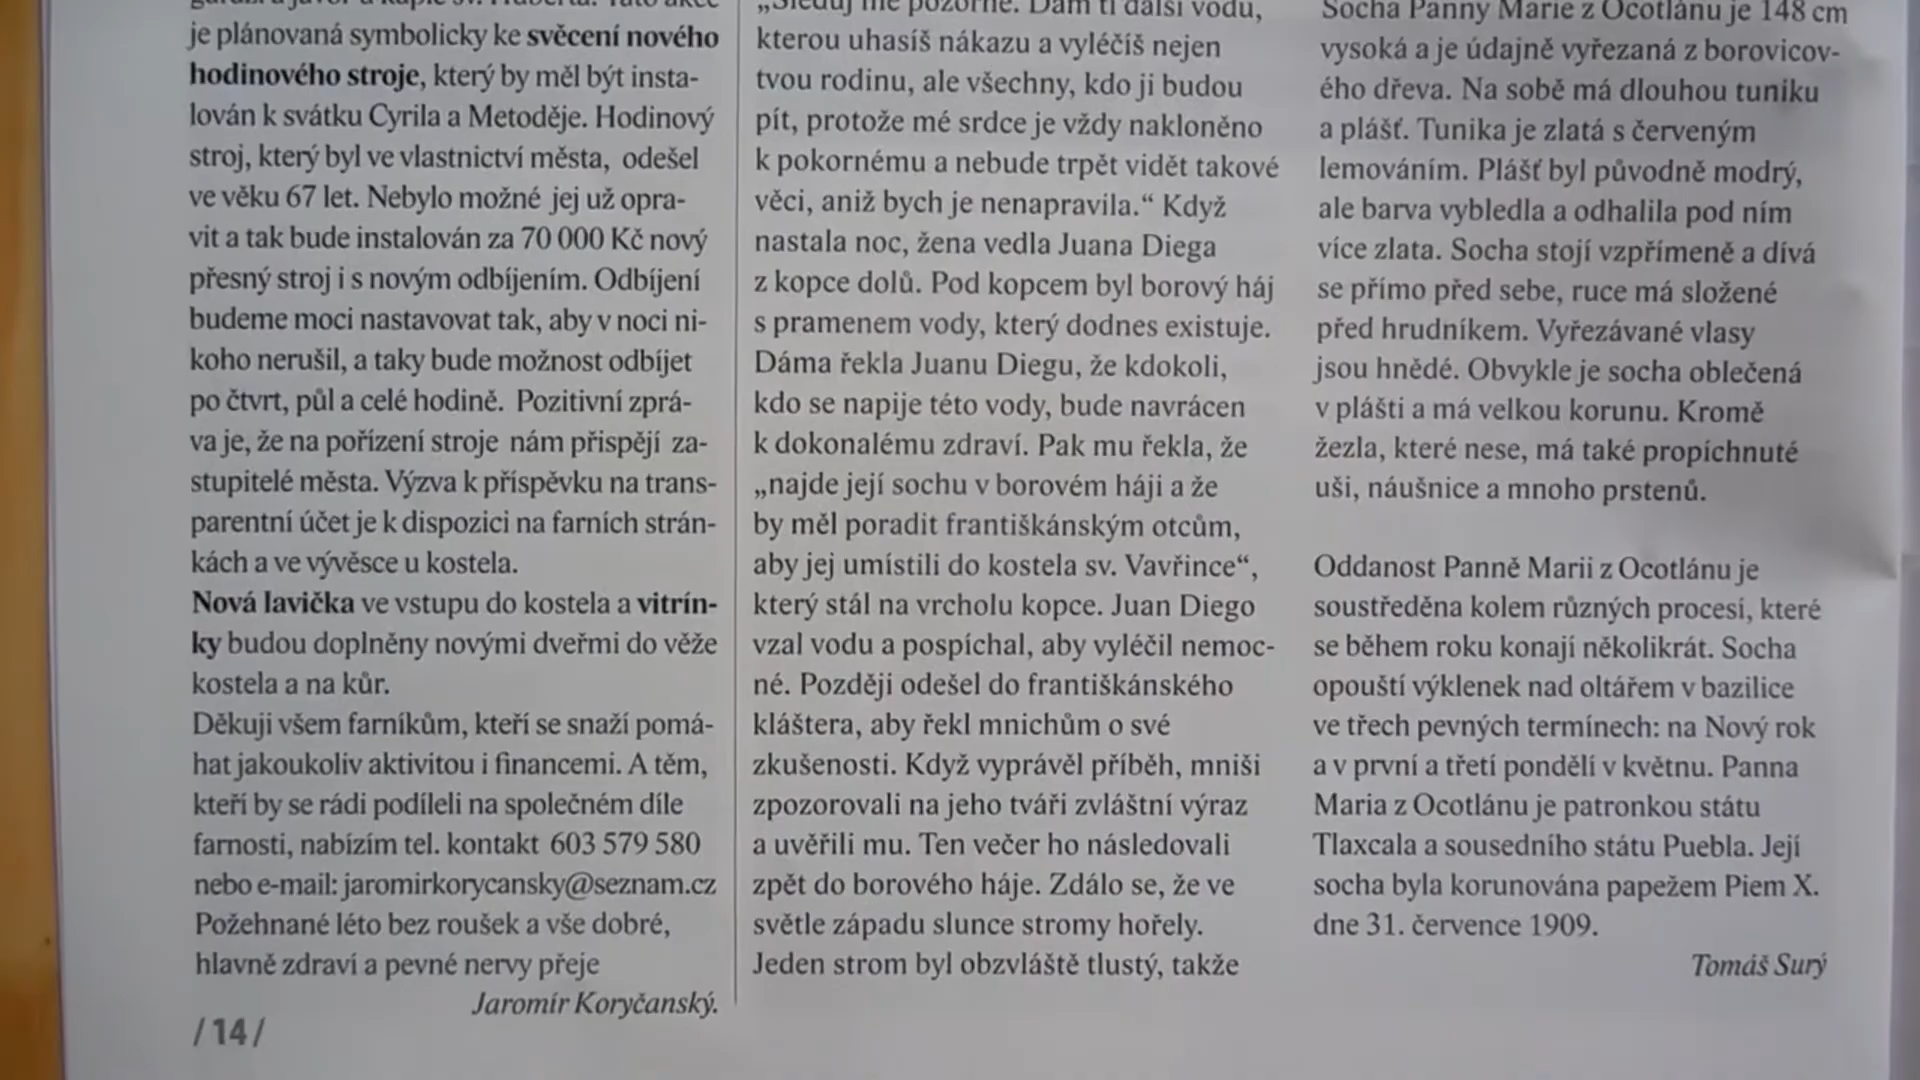 je plánovaná symbolicky ke svěcení nového
hodinového stroje, který by měl být insta-
lován k svátku Cyrila a Metoděje. Hodinový
stroj, který byl ve vlastnictví města, odešel
ve věku 67 let. Nebylo možné jej už opra-
vit a tak bude instalován za 70 000 Kč nový
přesný stroj i s novým odbíjením. Odbíjení
budeme moci nastavovat tak, aby v noci ni-
koho nerušil, a taky bude možnost odbíjet
po čtvrt, půl a celé hodině. Pozitivní zprá-
va je, že na pořízení stroje nám přispějí za-
stupitelé města. Výzva k příspěvku na trans-
parentní účet je k dispozici na farních strán-
kách a ve vývěsce u kostela.
Nová lavička ve vstupu do kostela a vitrín-
ky budou doplněny novými dveřmi do věže
kostela a na kůr.
Děkuji všem farníkům, kteří se snaží pomá-
hat jakoukoliv aktivitou i financemi. A těm,
kteří by se rádi podíleli na společném díle
farnosti, nabízím tel. kontakt 603 579 580
nebo e-mail: jaromirkorycansky@seznam.cz
Požehnané léto bez roušek a vše dobré,
hlavně zdraví a pevné nervy přeje
Jaromír Koryčanský.
/ 14 /
„Sleduj mě pozorně. Dám ti další vodu,
kterou uhasíš nákazu a vyléčíš nejen
tvou rodinu, ale všechny, kdo ji budou
pít, protože mé srdce je vždy nakloněno
k pokornému a nebude trpět vidět takové
věci, aniž bych je nenapravila.“ Když
nastala noc, žena vedla Juana Diega
z kopce dolů. Pod kopcem byl borový háj
s pramenem vody, který dodnes existuje.
Dáma řekla Juanu Diegu, že kdokoli,
kdo se napije této vody, bude navrácen
k dokonalému zdraví. Pak mu řekla, že
„najde její sochu v borovém háji a že
by měl poradit františkánským otcům,
aby jej umístili do kostela sv. Vavřince“,
který stál na vrcholu kopce. Juan Diego
vzal vodu a pospíchal, aby vyléčil nemoc-
né. Později odešel do františkánského
kláštera, aby řekl mnichům o své
zkušenosti. Když vyprávěl příběh, mniši
zpozorovali na jeho tváři zvláštní výraz
a uvěřili mu. Ten večer ho následovali
zpět do borového háje. Zdálo se, že ve
světle západu slunce stromy hořely.
Jeden strom byl obzvláště tlustý, takže
Socha Panny Marie z Ocotlánu je 148 cm
vysoká a je údajně vyřezaná z borovicov-
ého dřeva. Na sobě má dlouhou tuniku
a plášť. Tunika je zlatá s červeným
lemováním. Plášť byl původně modrý,
ale barva vybledla a odhalila pod ním
více zlata. Socha stojí vzpřímeně a dívá
se přímo před sebe, ruce má složené
před hrudníkem. Vyřezávané vlasy
jsou hnědé. Obvykle je socha oblečená
v plášti a má velkou korunu. Kromě
žezla, které nese, má také propíchnuté
uši, náušnice a mnoho prstenů.
Oddanost Panně Marii z Ocotlánu je
soustředěna kolem různých procesí, které
se během roku konají několikrát. Socha
opouští výklenek nad oltářem v bazilice
ve třech pevných termínech: na Nový rok
a v první a třetí pondělí v květnu. Panna
Maria z Ocotlánu je patronkou státu
Tlaxcala a sousedního státu Puebla. Její
socha byla korunována papežem Piem X.
dne 31. července 1909.
Tomáš Surý